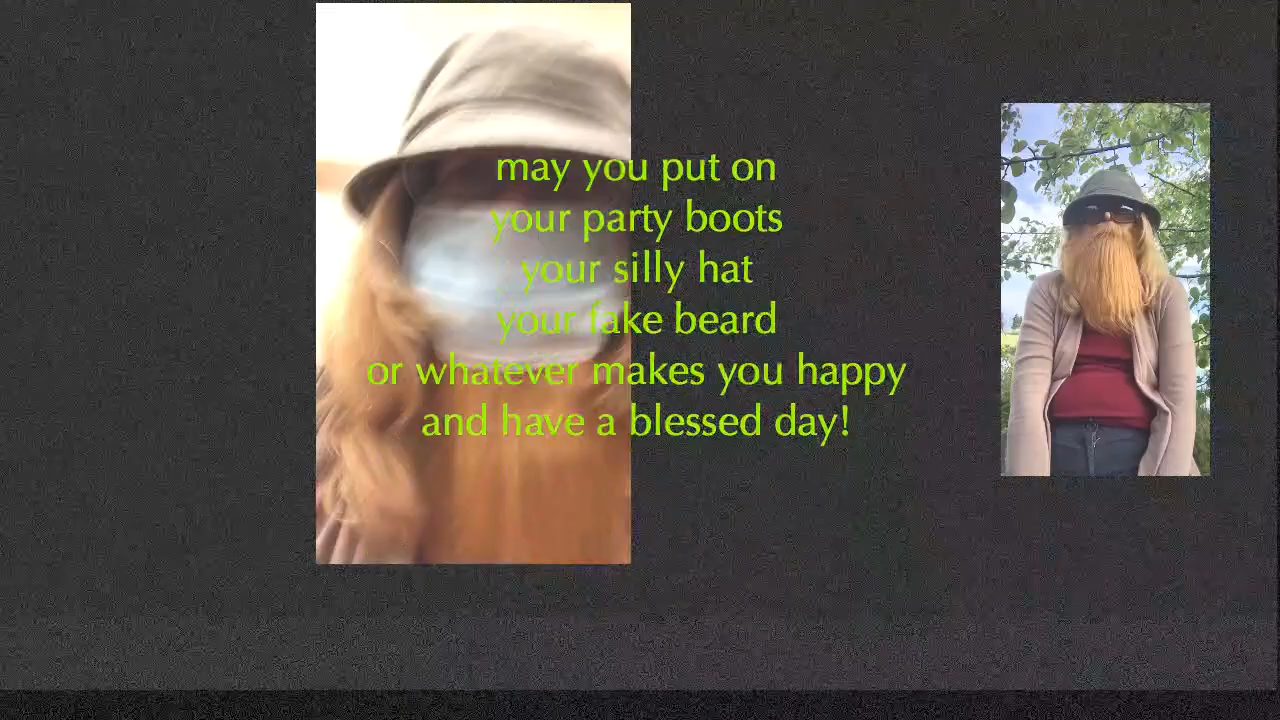 may you put on
your party boots
your silly hat
your fake beard
or whatever makes you happy
and have a blessed day!